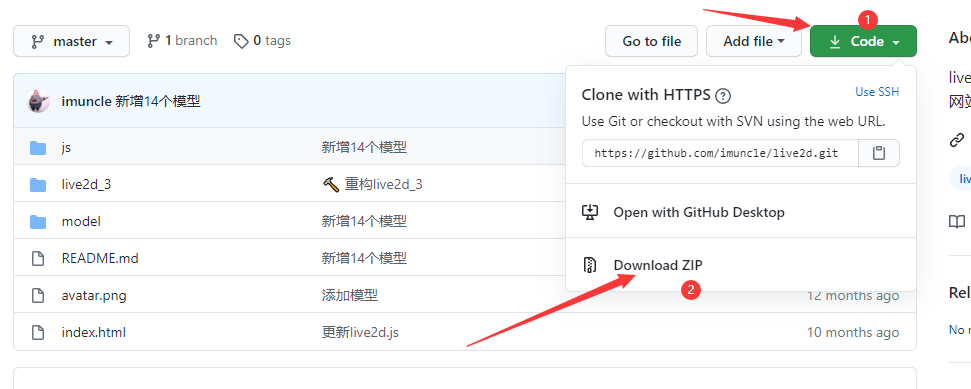 1
master
1 branch
0 tags
Go to file
Add file
Code
Abo
imuncle 新增14个模型
js 新增14个模型
live2d_3 🔨 重构live2d_3
model 新增14个模型
README.md 新增14个模型
avatar.png 添加模型 12 months ago
index.html 更新live2d.js 10 months ago
Clone with HTTPS ?
Use SSH
Use Git or checkout with SVN using the web URL.
https://github.com/imuncle/live2d.git
Open with GitHub Desktop
Download ZIP
2
live
网站
liv
Rel
No r